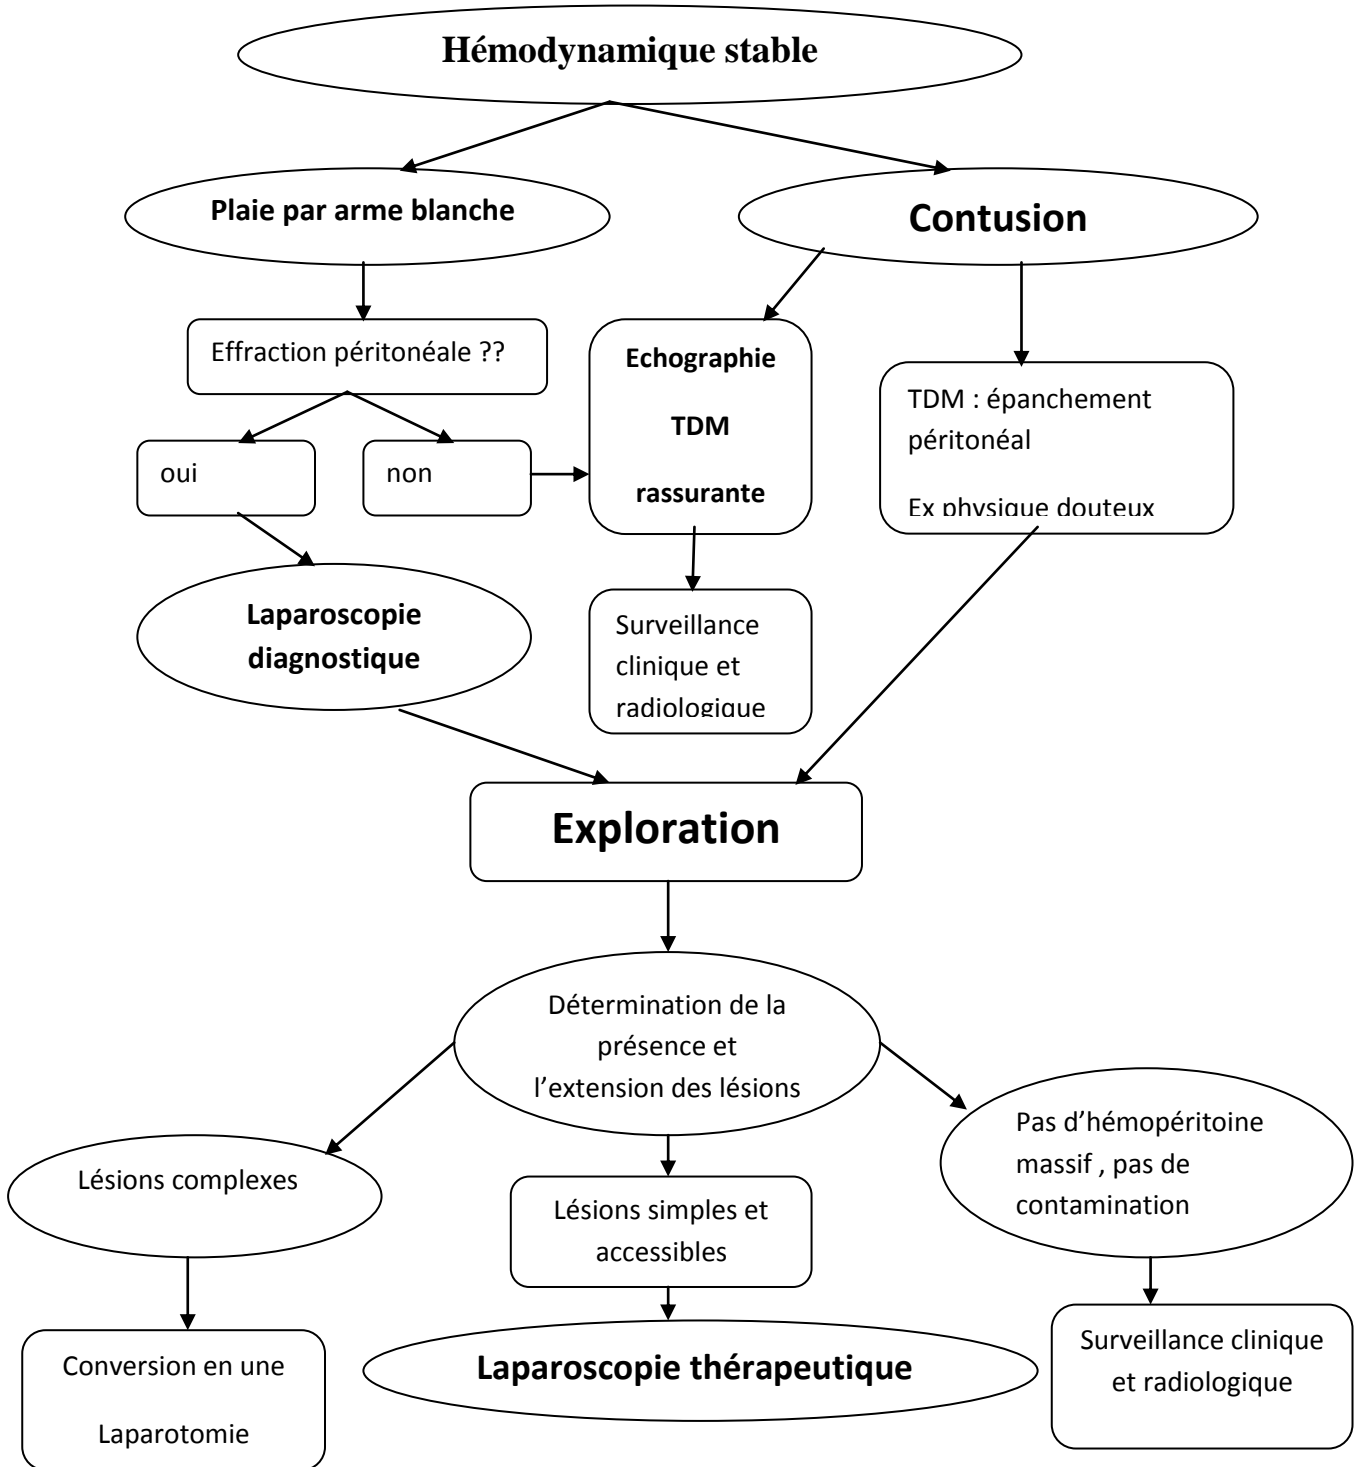 Hémodynamique stable
Plaie par arme blanche
Contusion
Effraction péritonéale ??
oui
non
Echographie
TDM
rassurante
TDM : épanchement
péritonéal
Ex physique douteux
Laparoscopie
diagnostique
Surveillance
clinique et
radiologique
Exploration
Détermination de la
présence et
l’extension des lésions
Lésions complexes
Lésions simples et
accessibles
Pas d’hémopéritoine
massif , pas de
contamination
Conversion en une
Laparotomie
Laparoscopie thérapeutique
Surveillance clinique
et radiologique